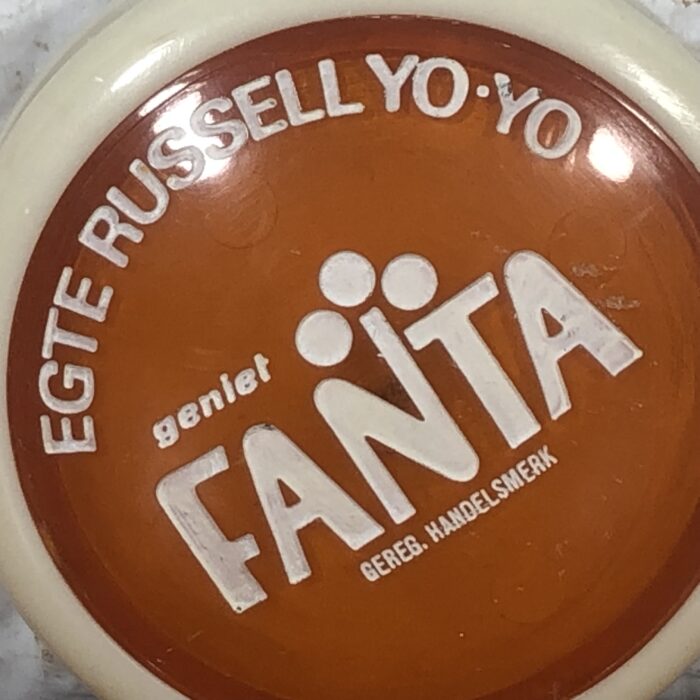 EGTE RUSSELL YO·YO
geniet
FANTA
GEREG. HANDELSMERK